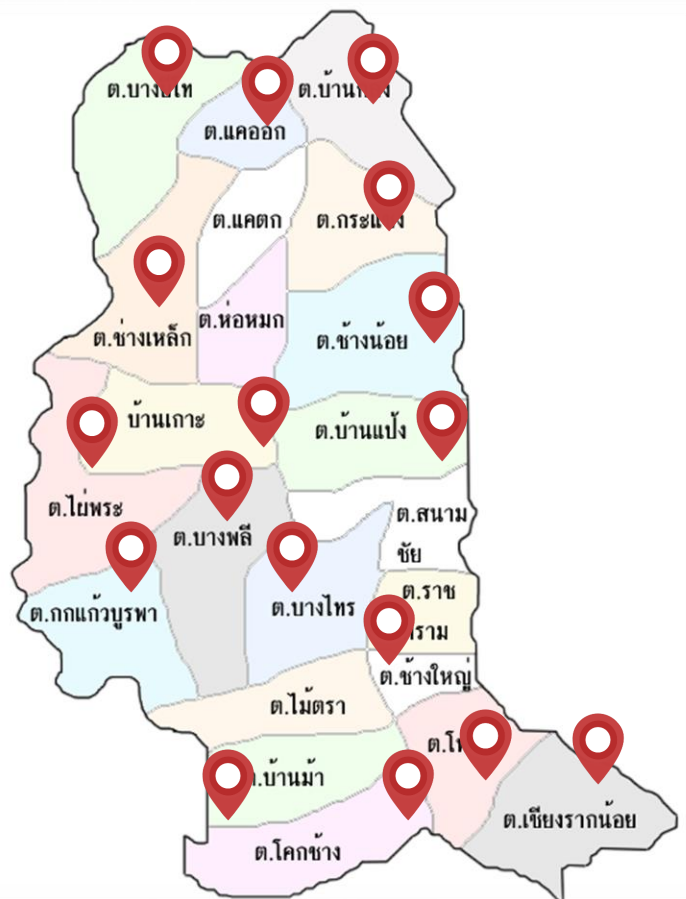 ต.แคออก
ต.แคตก
ต.ห่อหมก
ต.ช่างเหล็ก
ต.ช้างน้อย
บ้านเกาะ
ต.บ้านแป้ง
ต.ไผ่พระ
ต.สนาม
ชัย
ต.บางพลี
ต.ราช
ต.บางไทร
ต.กกแก้วบูรพา
ต.ช้างใหญ่
ต.ไม้ตรา
บ้านม้า
ต.เชียงรากน้อย
ต.โคกช้าง